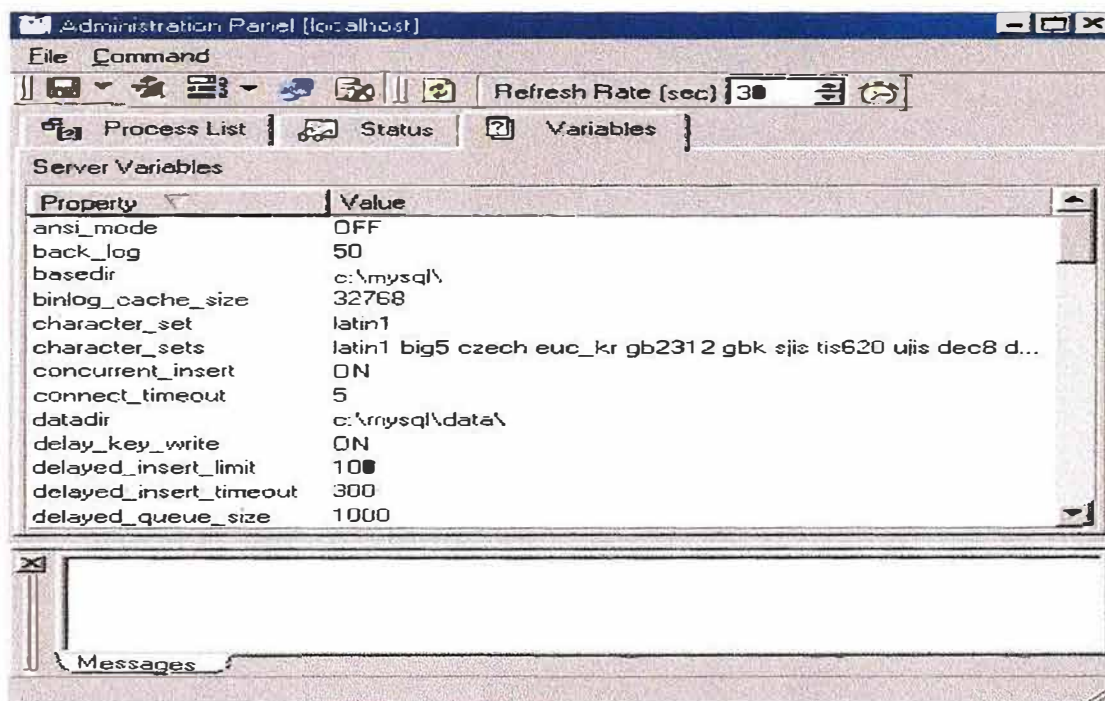 Administration Panel [localhost]
File Command
Refresh Rate (sec) 30
Process List Status Variables
Server Variables
Property Value
ansi_mode OFF
back_log 50
basedir c:\mysql\
binlog_cache_size 32768
character_set latin1
character_sets latin1 big5 czech euc_kr gb2312 gbk sjis tis620 ujis dec8 d...
concurrent_insert ON
connect_timeout 5
datadir c:\mysql\data\
delay_key_write ON
delayed_insert_limit 100
delayed_insert_timeout 300
delayed_queue_size 1000
Messages